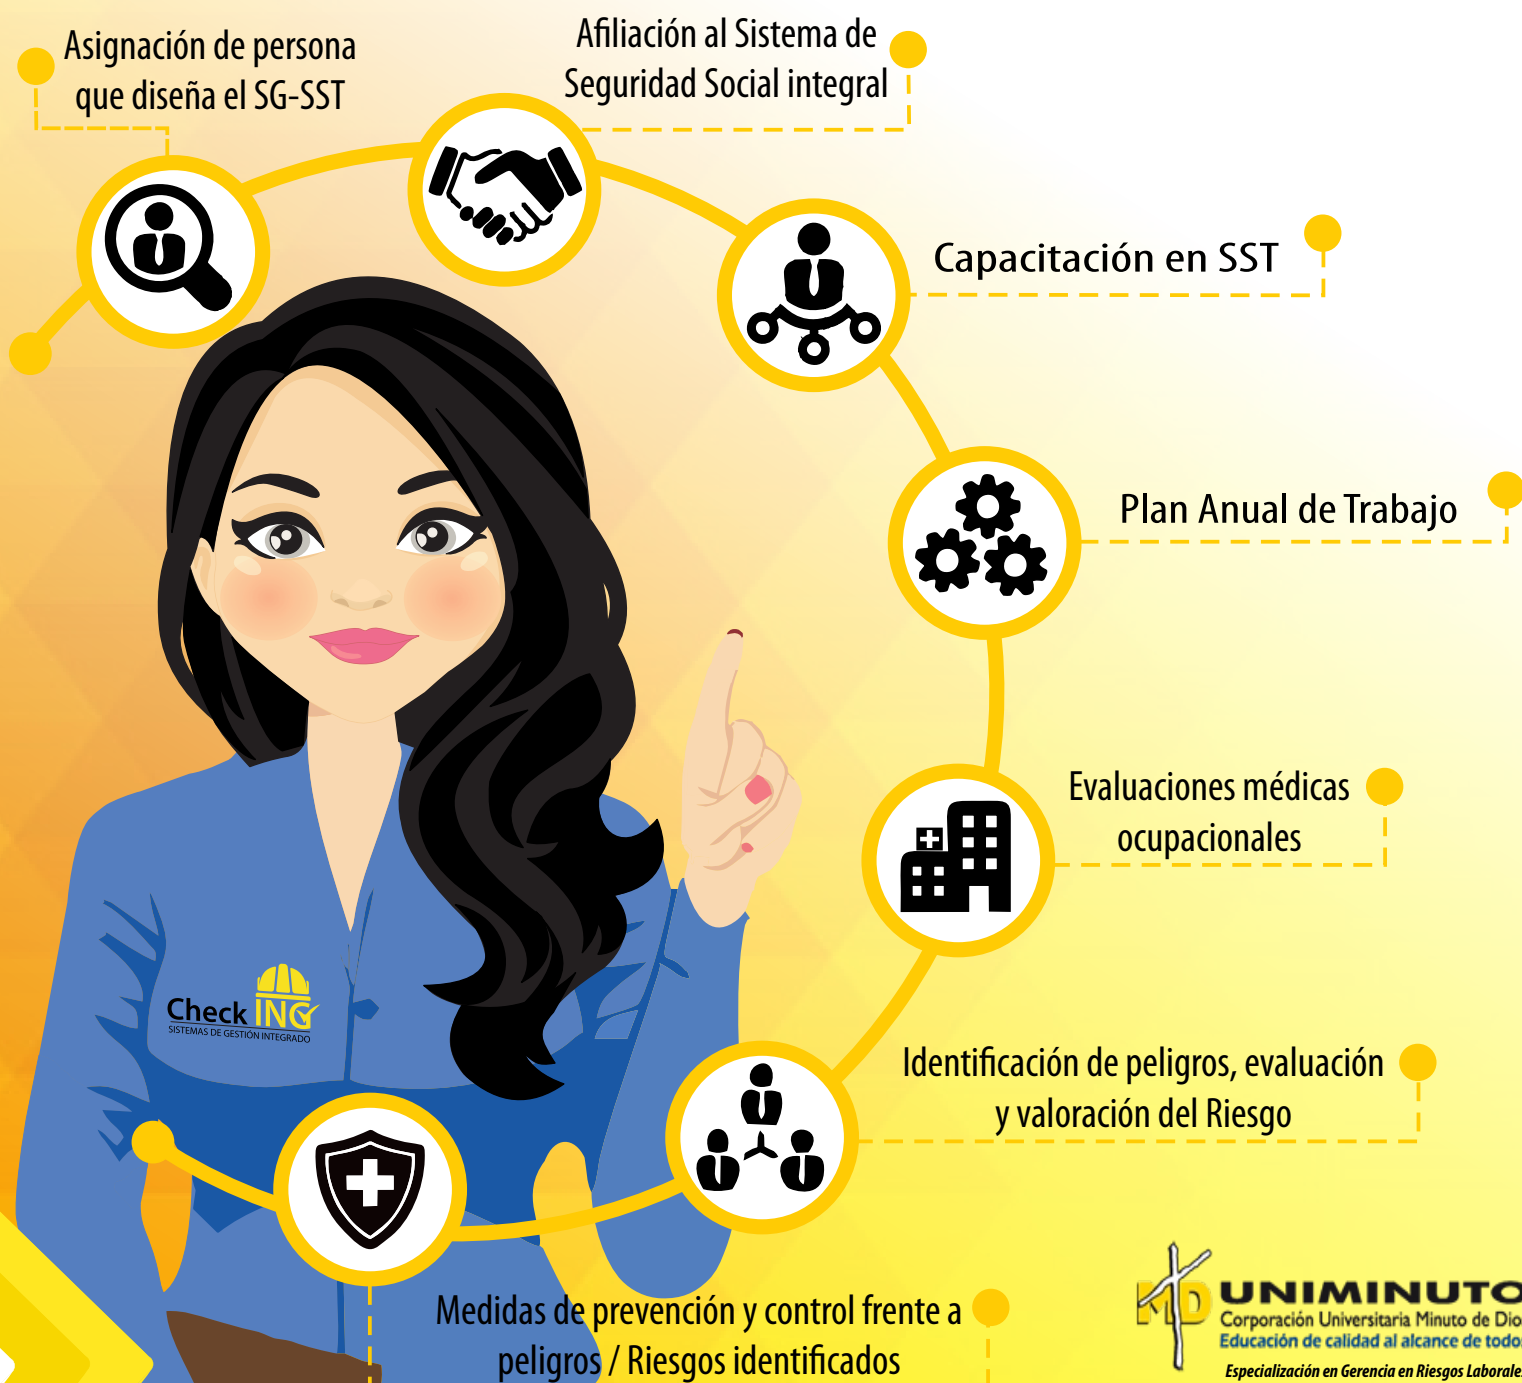 Asignación de persona
que diseña el SG-SST
Afiliación al Sistema de
Seguridad Social integral
Capacitación en SST
Plan Anual de Trabajo
Evaluaciones médicas
ocupacionales
Identificación de peligros, evaluación
y valoración del Riesgo
Medidas de prevención y control frente a
peligros / Riesgos identificados
Check ING
SISTEMAS DE GESTIÓN INTEGRADO
MD
UNIMINUTO
Corporación Universitaria Minuto de Dio
Educación de calidad al alcance de todo
Especialización en Gerencia en Riesgos Laborale